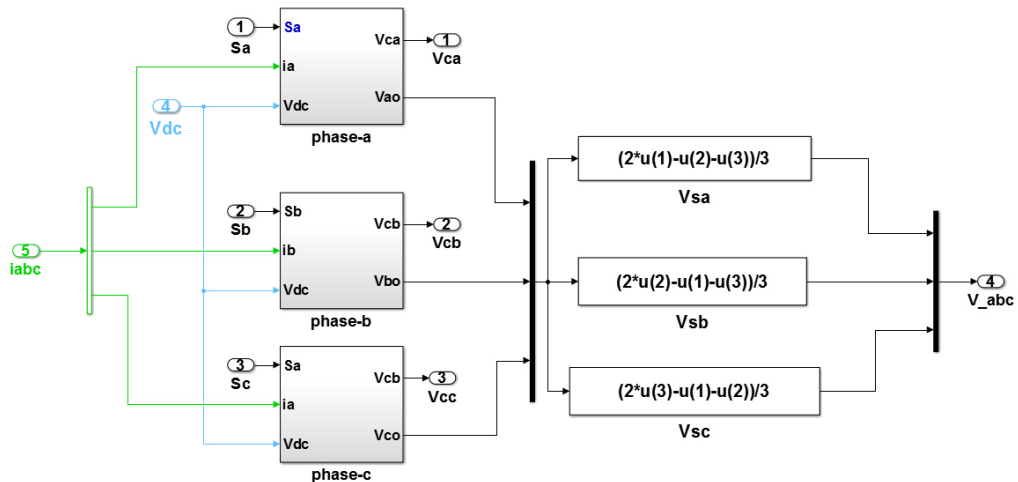 1
Sa
Sa
ia
Vdc
Vca
Vao
phase-a
1
Vca
4
Vdc
2
Sb
Sb
ib
Vdc
Vcb
Vbo
phase-b
2
Vcb
5
iabc
3
Sc
Sa
ia
Vdc
Vcb
Vco
phase-c
3
Vcc
(2*u(1)-u(2)-u(3))/3
Vsa
(2*u(2)-u(1)-u(3))/3
Vsb
(2*u(3)-u(1)-u(2))/3
Vsc
4
V_abc